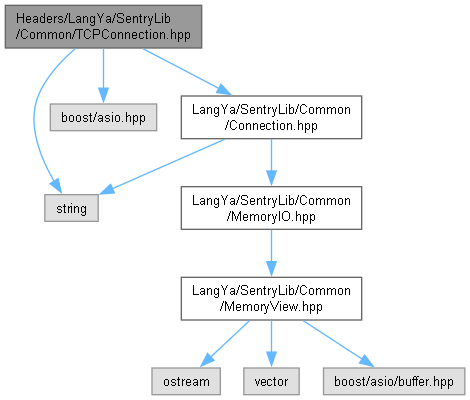 Headers/LangYa/SentryLib
/Common/TCPConnection.hpp
boost/asio.hpp
LangYa/SentryLib/Common
/Connection.hpp
string
LangYa/SentryLib/Common
/MemoryIO.hpp
LangYa/SentryLib/Common
/MemoryView.hpp
ostream
vector
boost/asio/buffer.hpp